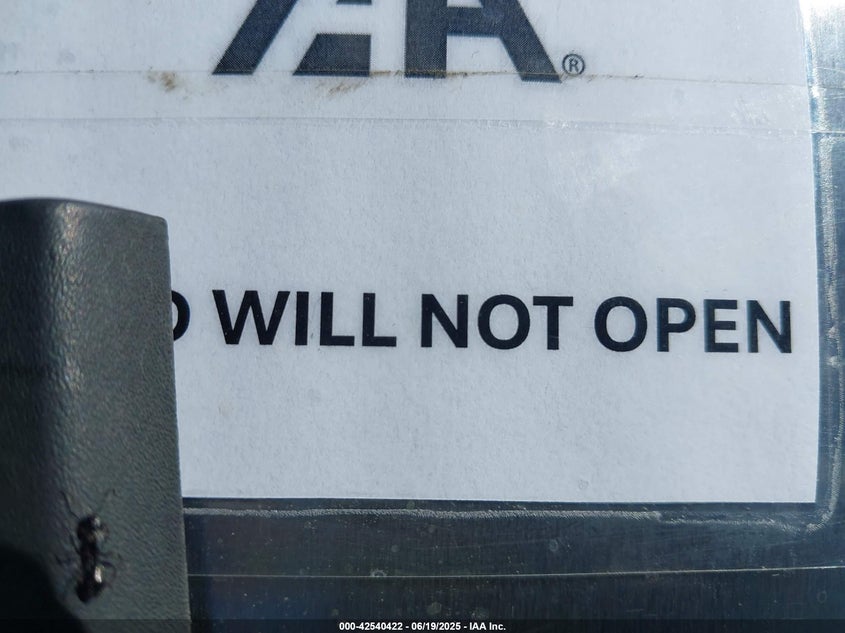 IAA®
D WILL NOT OPEN
000-42540422 - 06/19/2025 - IAA Inc.